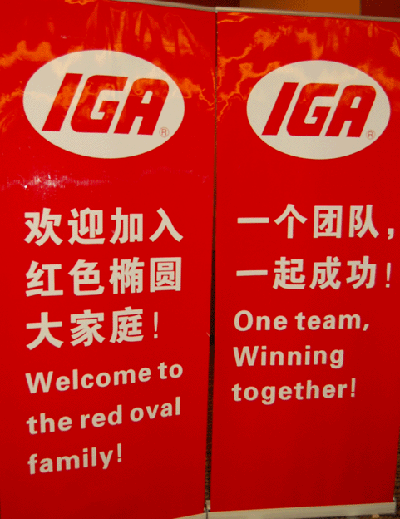 IGA®
欢迎加入
红色椭圆
大家庭!
Welcome to
the red oval
family!
IGA®
一个团队,
一起成功!
One team,
Winning
together!